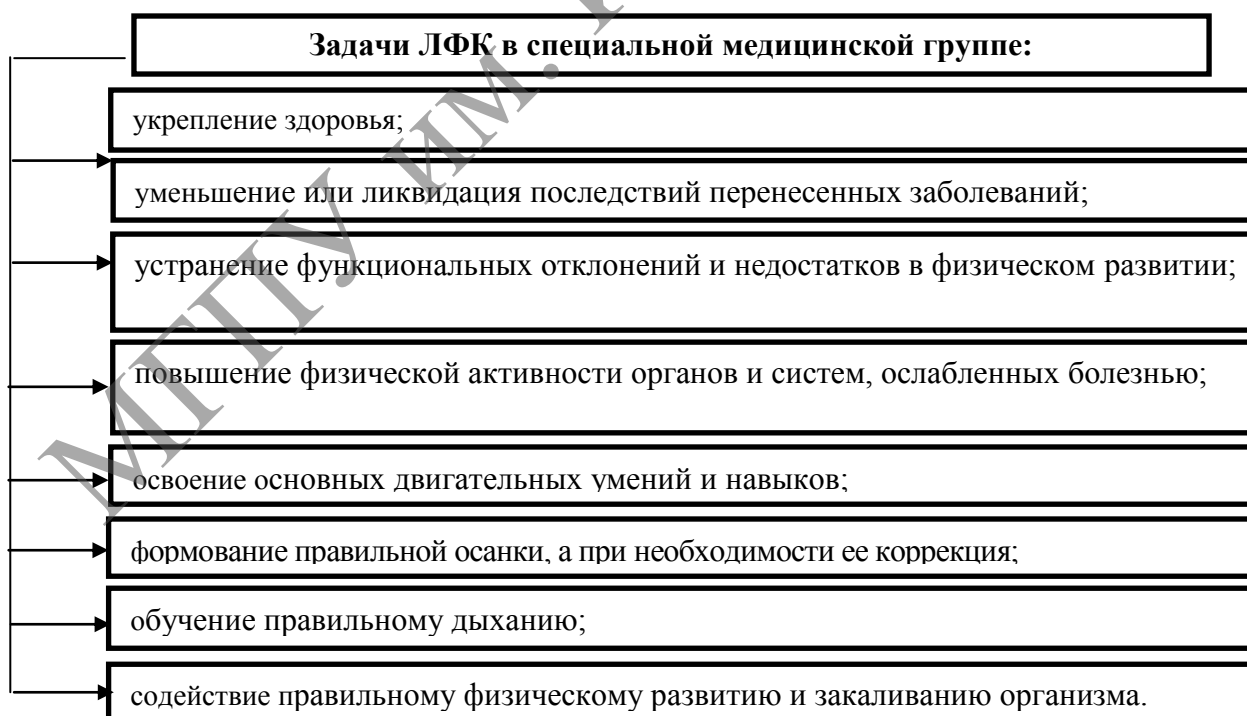 Задачи ЛФК в специальной медицинской группе:
укрепление здоровья;
уменьшение или ликвидация последствий перенесенных заболеваний;
устранение функциональных отклонений и недостатков в физическом развитии;
повышение физической активности органов и систем, ослабленных болезнью;
освоение основных двигательных умений и навыков;
формование правильной осанки, а при необходимости ее коррекция;
обучение правильному дыханию;
содействие правильному физическому развитию и закаливанию организма.
МГПУ им.